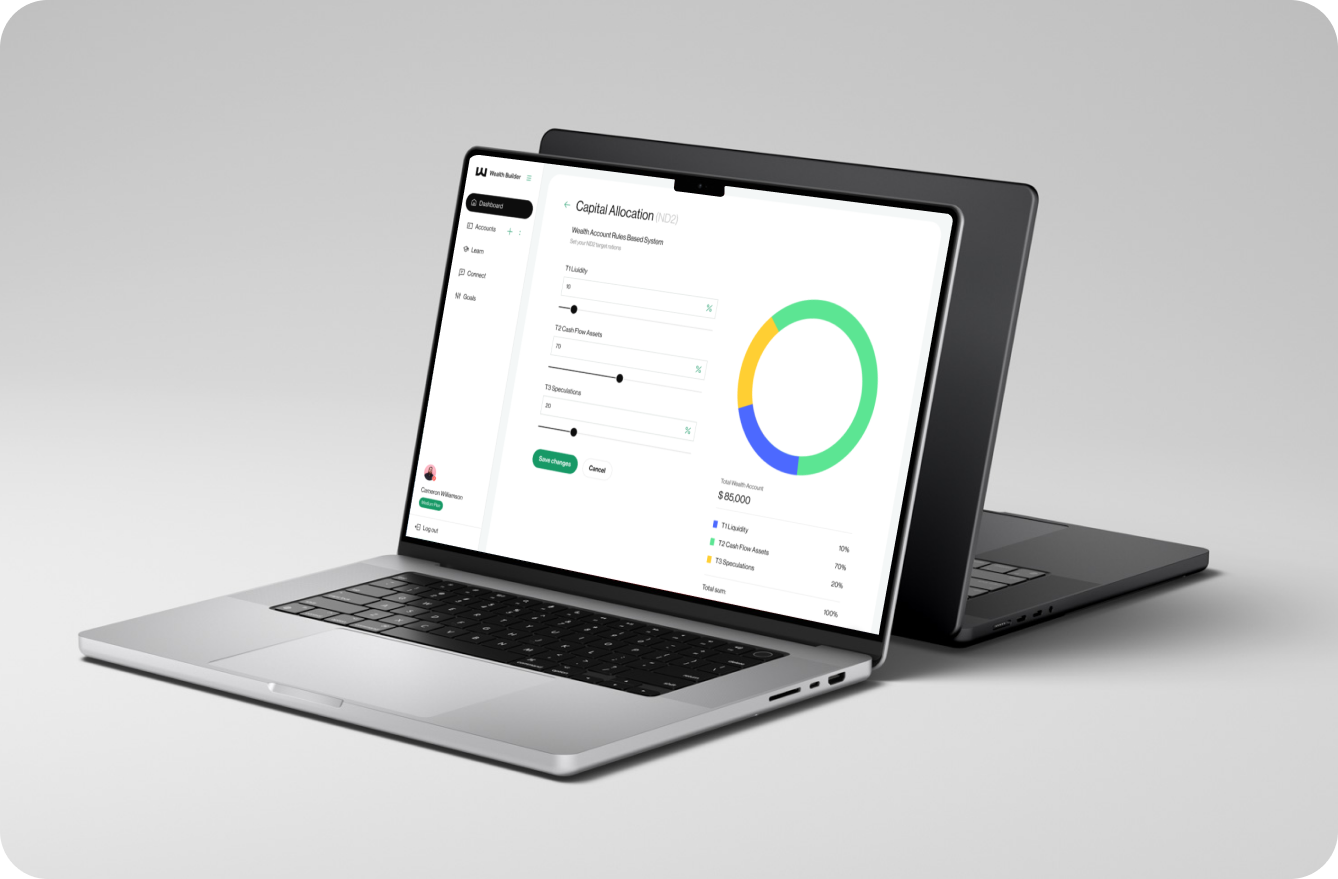 Wealth Builder
Dashboard
Accounts
Learn
Connect
Goals
Cameron Williamson
Log out
Capital Allocation (ND2)
Wealth Account Rules Based System
Set your ND2 target rations
T1 Liuidity
10
%
T2 Cash Flow Assets
70
%
T3 Speculations
20
%
Save changes
Cancel
Total Wealth Account
$ 85,000
T1 Liquidity 10%
T2 Cash Flow Assets 70%
T3 Speculations 20%
Total sum 100%